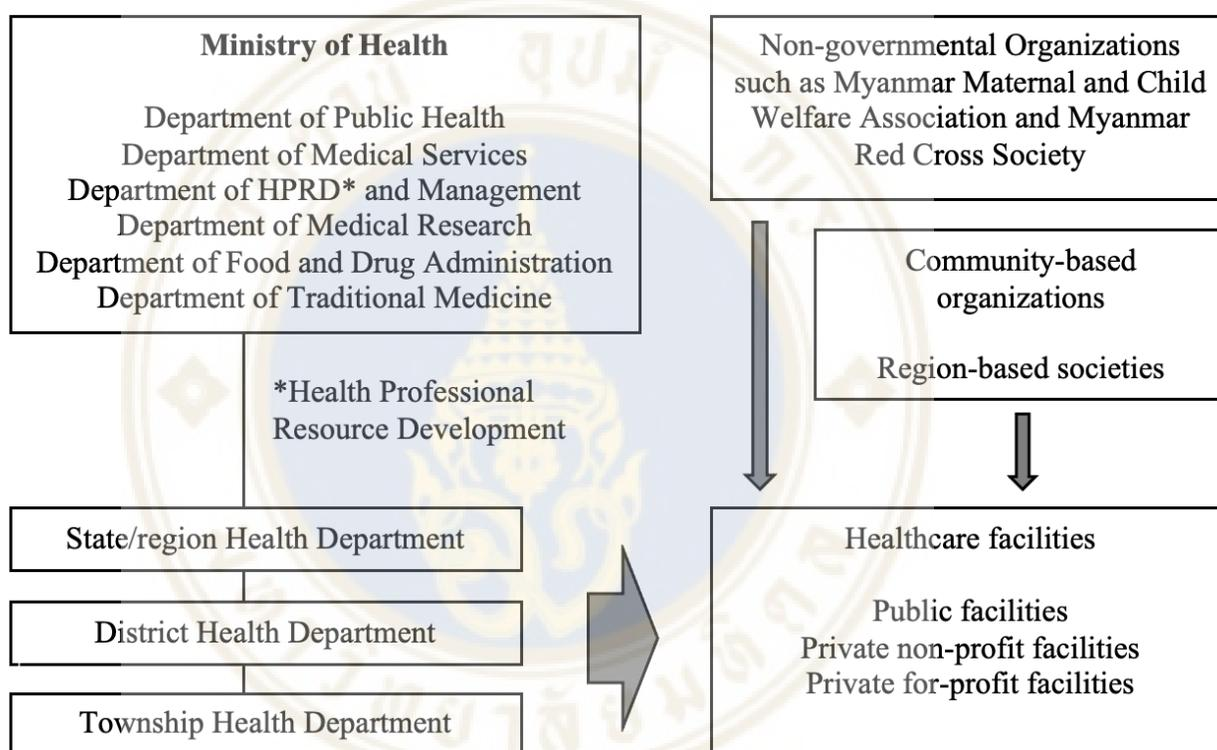 Ministry of Health
Department of Public Health
Department of Medical Services
Department of HPRD* and Management
Department of Medical Research
Department of Food and Drug Administration
Department of Traditional Medicine
*Health Professional
Resource Development
State/region Health Department
District Health Department
Township Health Department
Non-governmental Organizations
such as Myanmar Maternal and Child
Welfare Association and Myanmar
Red Cross Society
Community-based
organizations
Region-based societies
Healthcare facilities
Public facilities
Private non-profit facilities
Private for-profit facilities